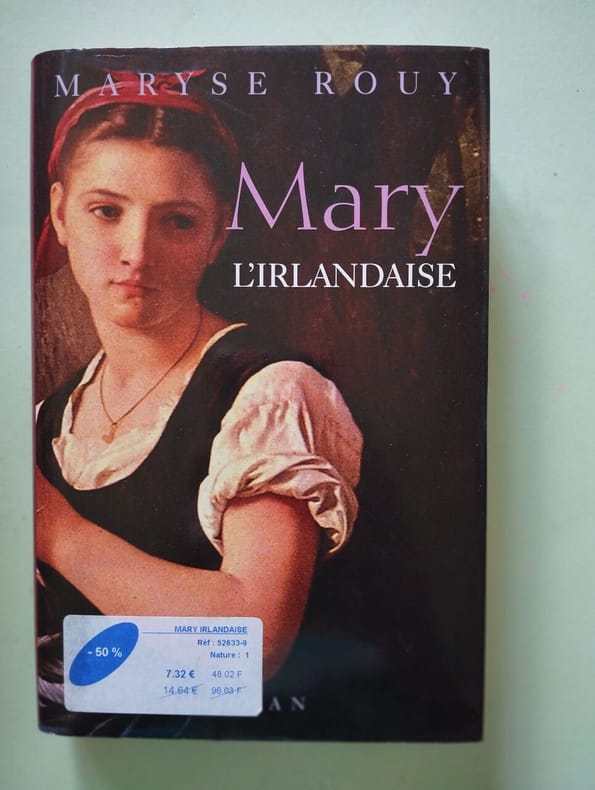 MARYSE ROUY
Mary
L'IRLANDAISE
MARY IRLANDAISE
Réf : 52633-9
Nature : 1
- 50 %
7.32 € 48.02 F
14.64 € 96.03 F
AN